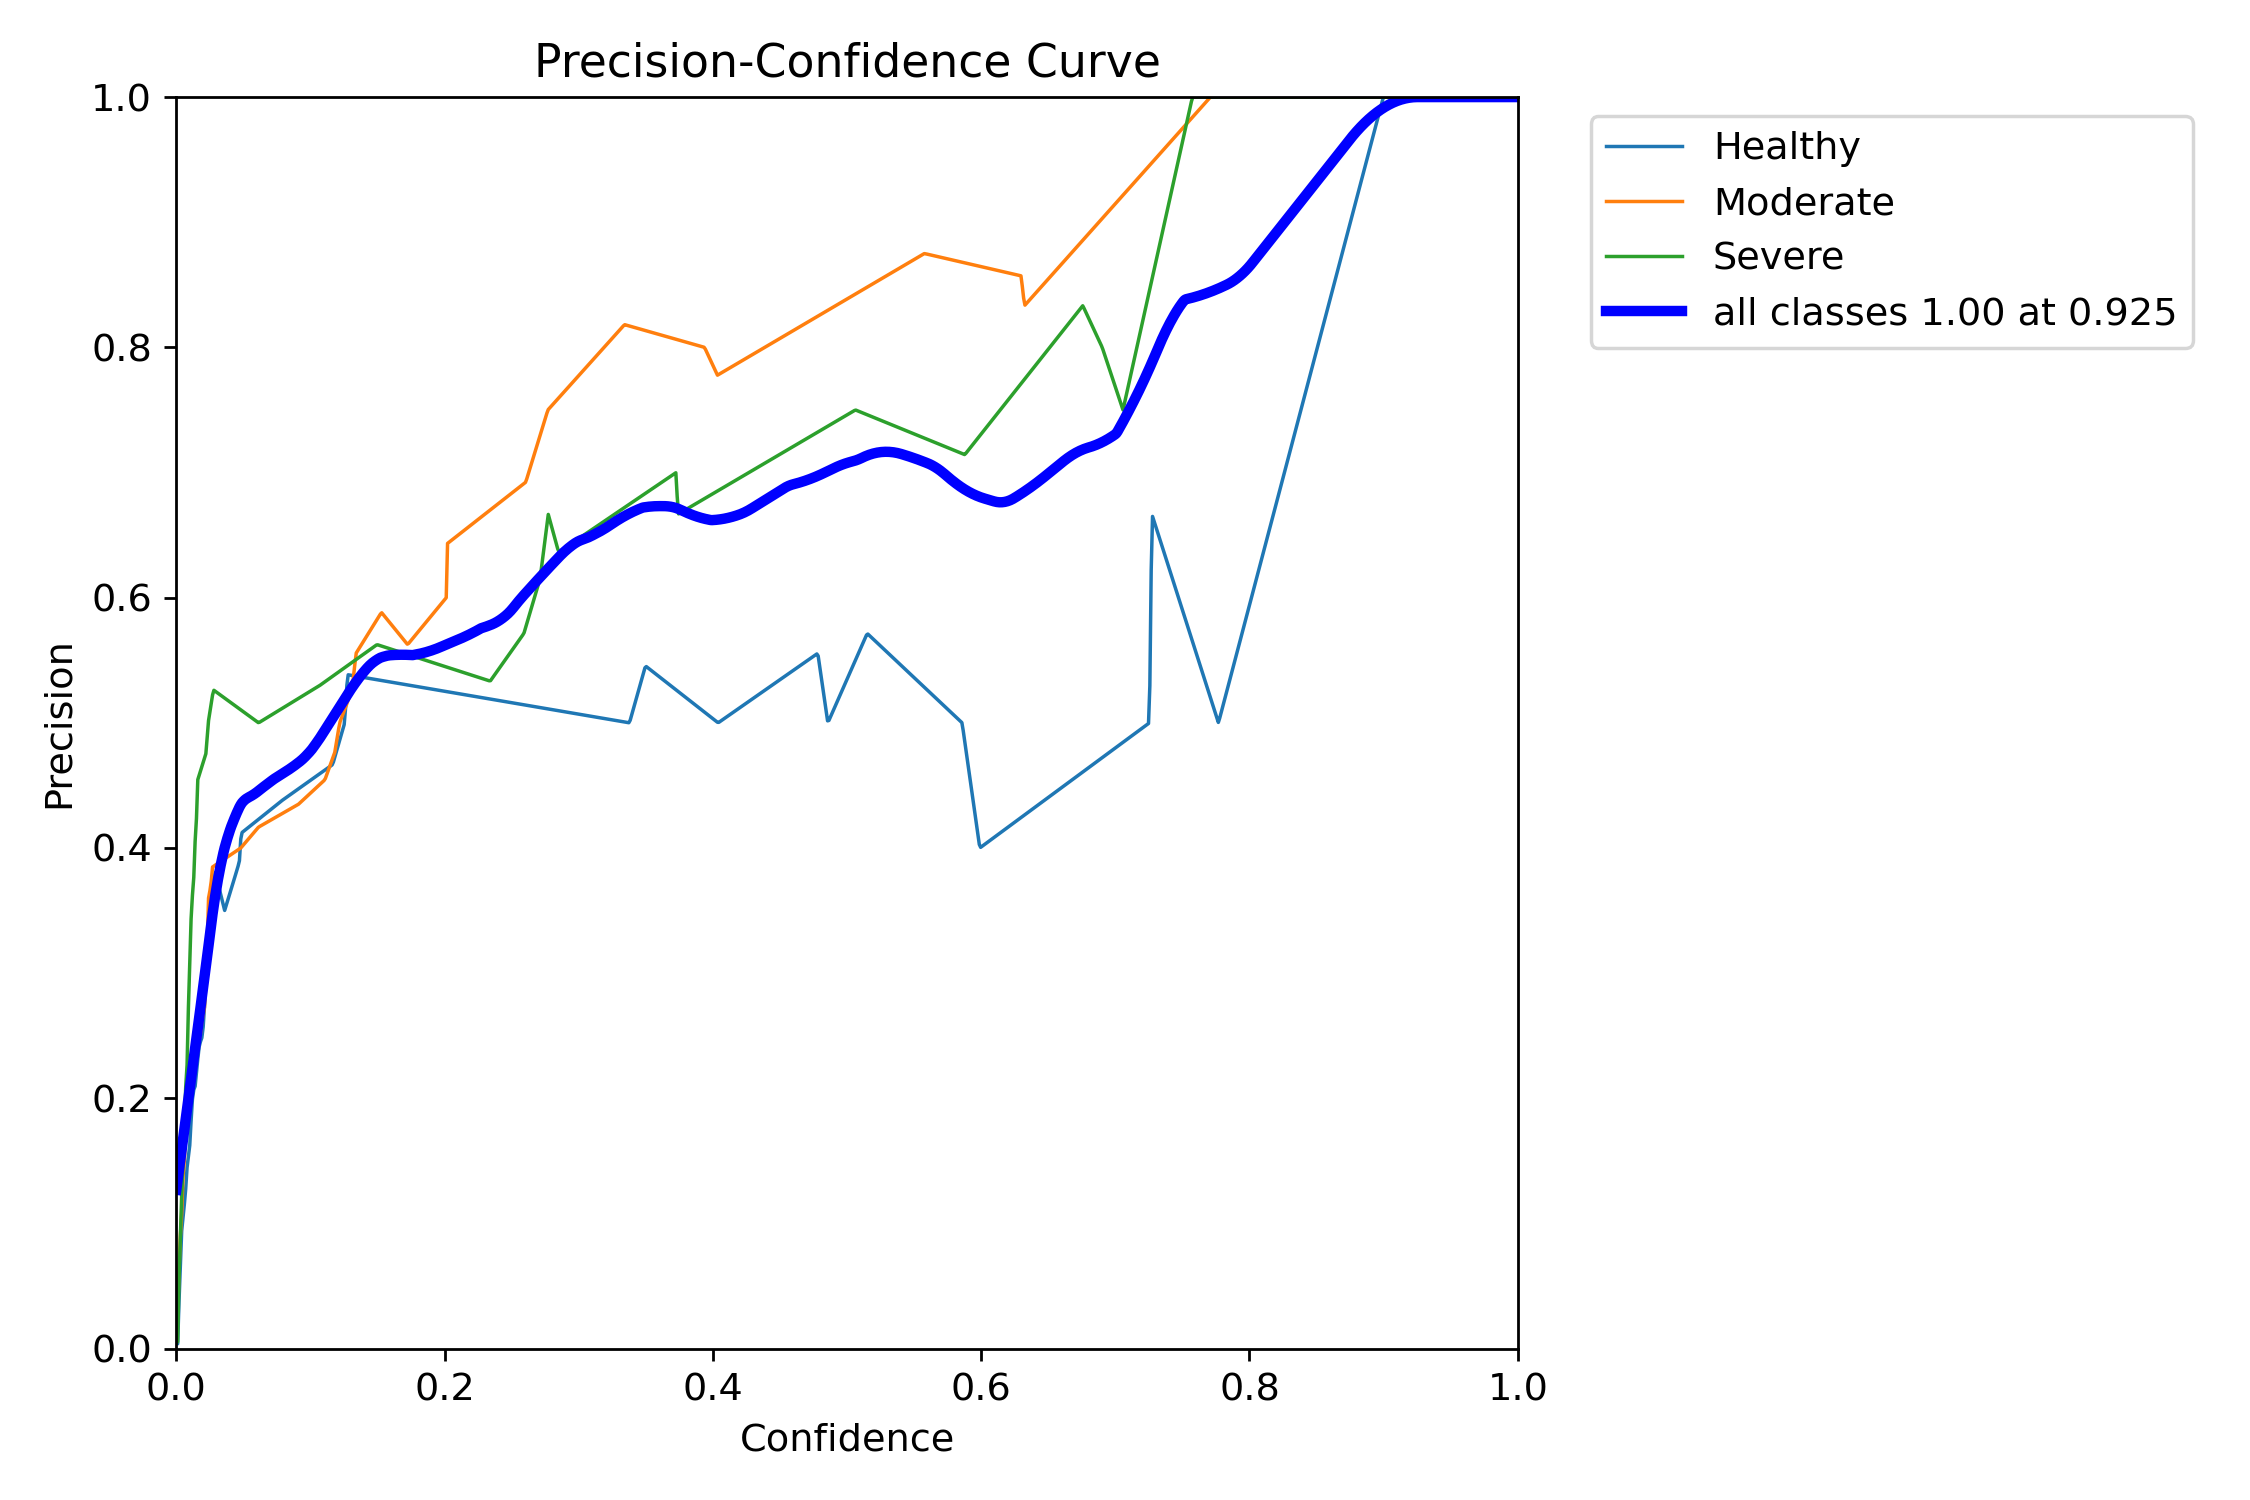 Precision-Confidence Curve
1.0
0.8
0.6
0.4
0.2
0.0
Precision
0.0 0.2 0.4 0.6 0.8 1.0
Confidence
Healthy
Moderate
Severe
all classes 1.00 at 0.925